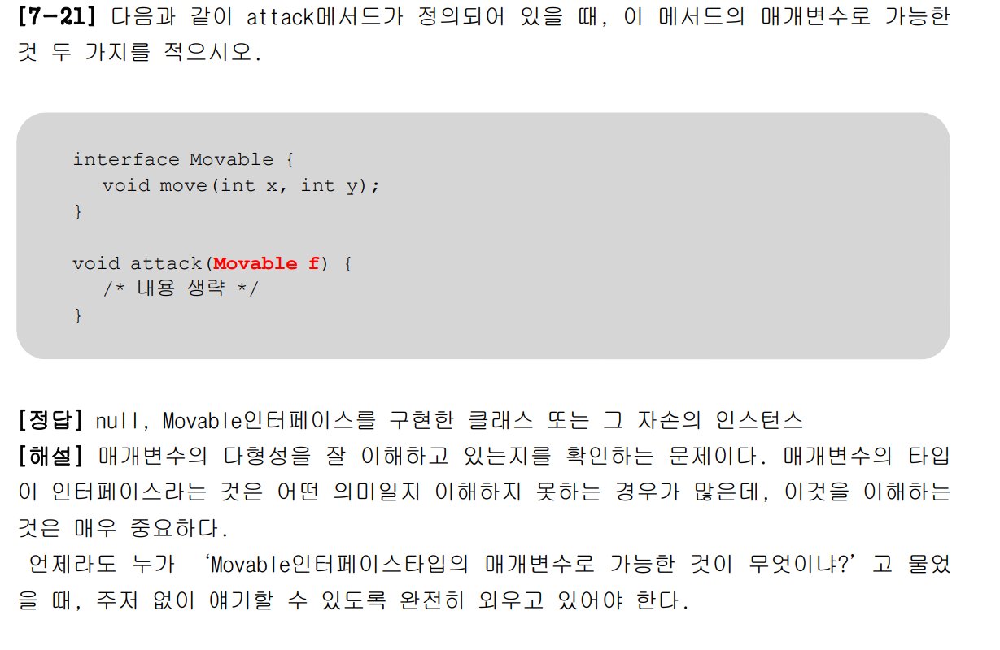 [7-21] 다음과 같이 attack메서드가 정의되어 있을 때, 이 메서드의 매개변수로 가능한
것 두 가지를 적으시오.
interface Movable {
void move(int x, int y);
}
void attack(Movable f) {
/* 내용 생략 */
}
[정답] null, Movable인터페이스를 구현한 클래스 또는 그 자손의 인스턴스
[해설] 매개변수의 다형성을 잘 이해하고 있는지를 확인하는 문제이다. 매개변수의 타입
이 인터페이스라는 것은 어떤 의미일지 이해하지 못하는 경우가 많은데, 이것을 이해하는
것은 매우 중요하다.
언제라도 누가 ‘Movable인터페이스타입의 매개변수로 가능한 것이 무엇이냐?’고 물었
을 때, 주저 없이 얘기할 수 있도록 완전히 외우고 있어야 한다.